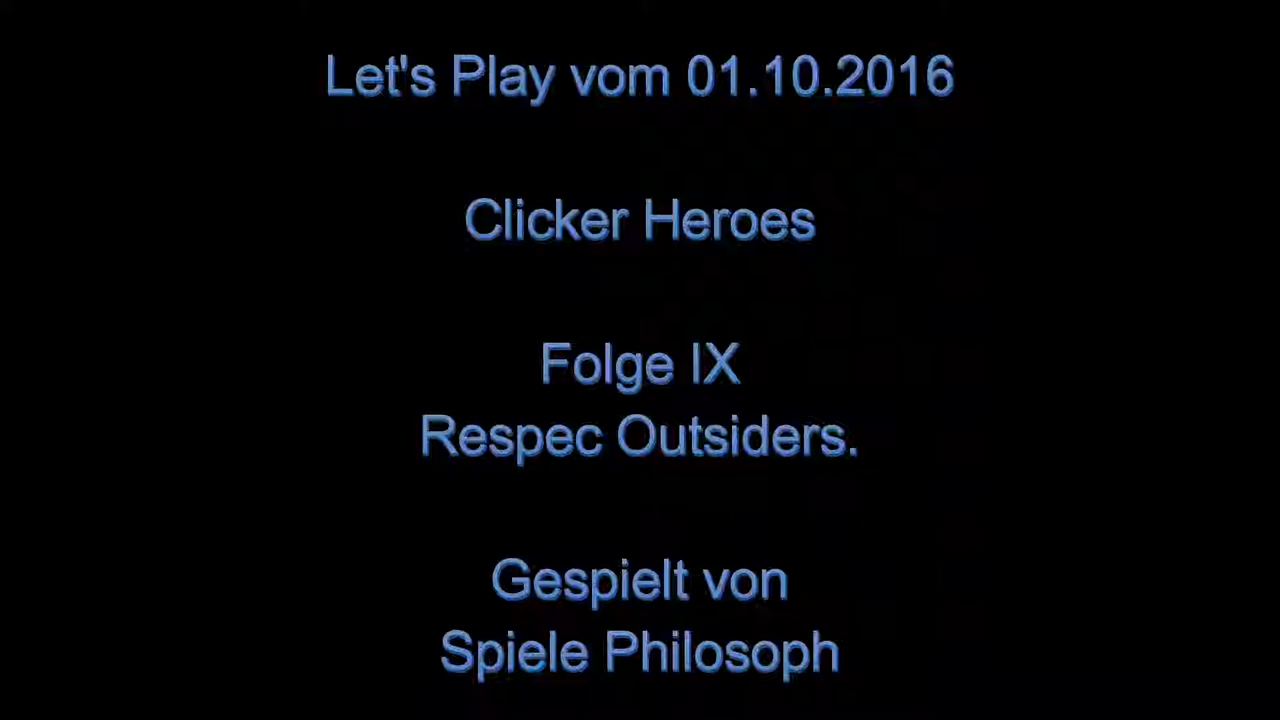 Let's Play vom 01.10.2016
Clicker Heroes
Folge IX
Respec Outsiders.
Gespielt von
Spiele Philosoph